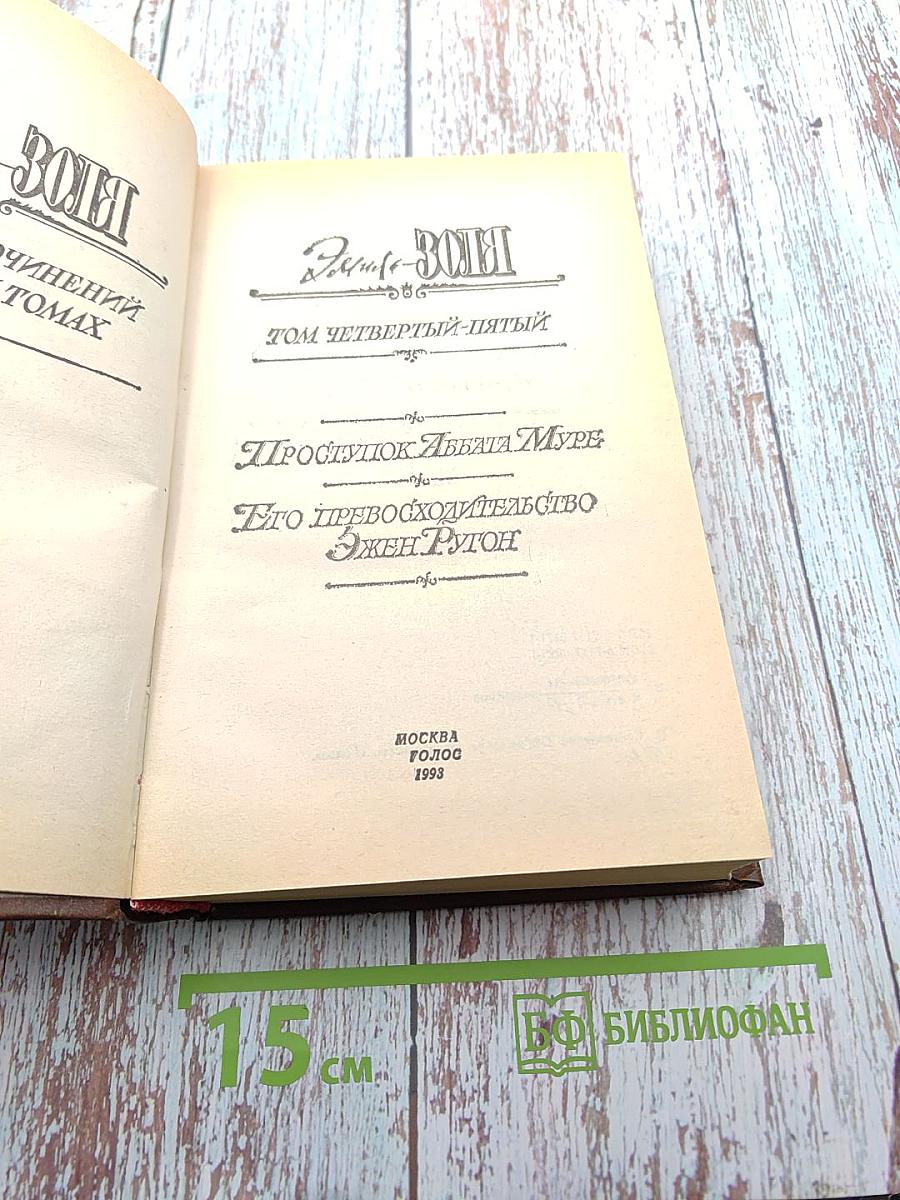 ЗОЛЯ
ОЧИНЕНИЙ
ТОМАХ
Эмиль ЗОЛЯ
ТОМ ЧЕТВЕРТЫЙ-ПЯТЫЙ
ПРОСТУПОК АББАТА МУРЕ
ЕГО ПРЕВОСХОДИТЕЛЬСТВО
ЭЖЕН РУГОН
МОСКВА
ГОЛОС
1993
15 см
БФ БИБЛИОФАН